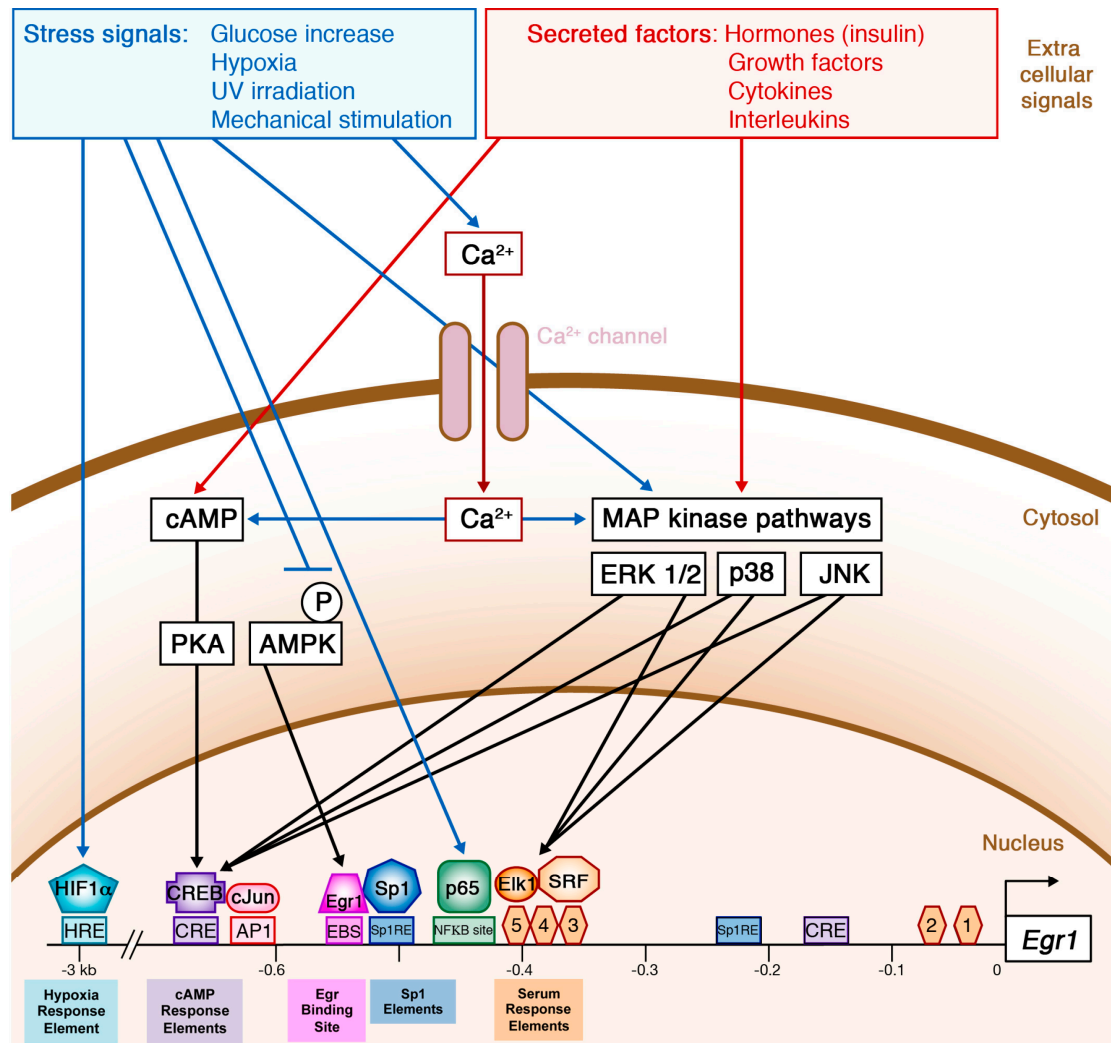 Stress signals: Glucose increase
Hypoxia
UV irradiation
Mechanical stimulation
Secreted factors: Hormones (insulin)
Growth factors
Cytokines
Interleukins
Extra
cellular
signals
Ca²⁺
Ca²⁺ channel
cAMP
Ca²⁺
MAP kinase pathways
Cytosol
ERK 1/2
p38
JNK
P
PKA
AMPK
Nucleus
HIF1α
CREB
cJun
Egr1
Sp1
p65
Elk1
SRF
HRE
CRE
AP1
EBS
Sp1RE
NFKB site
5
4
3
Sp1RE
CRE
2
1
Egr1
-3 kb
-0.6
-0.4
-0.3
-0.2
-0.1
0
Hypoxia
Response
Element
cAMP
Response
Elements
Egr
Binding
Site
Sp1
Elements
Serum
Response
Elements